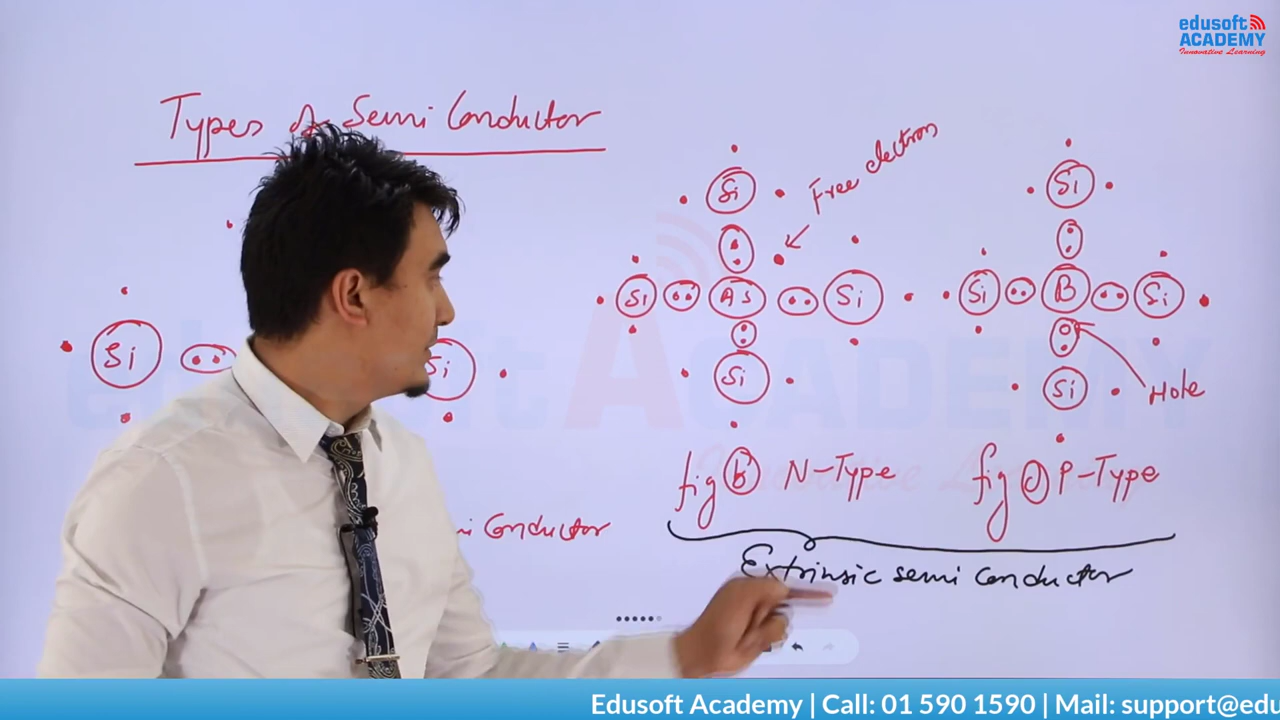 edusoft
ACADEMY
Innovative Learning
Types of Semi Conductor
Free electron
Si
Si
Si As Si
Si B Si
Si
Si
Hole
Si
Si
fig (b) N-Type
fig (c) P-Type
Conductor
Extrinsic semi conductor
Edusoft Academy | Call: 01 590 1590 | Mail: support@edu